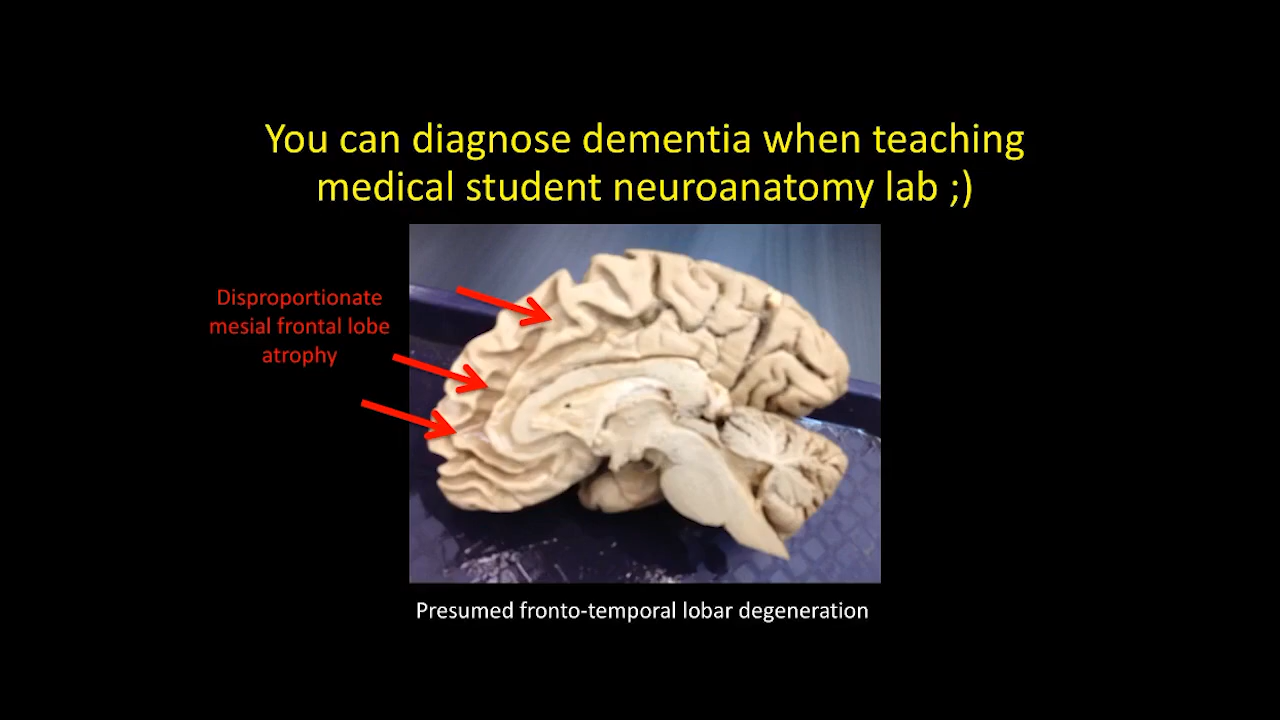 You can diagnose dementia when teaching
medical student neuroanatomy lab ;)
Disproportionate
mesial frontal lobe
atrophy
Presumed fronto-temporal lobar degeneration